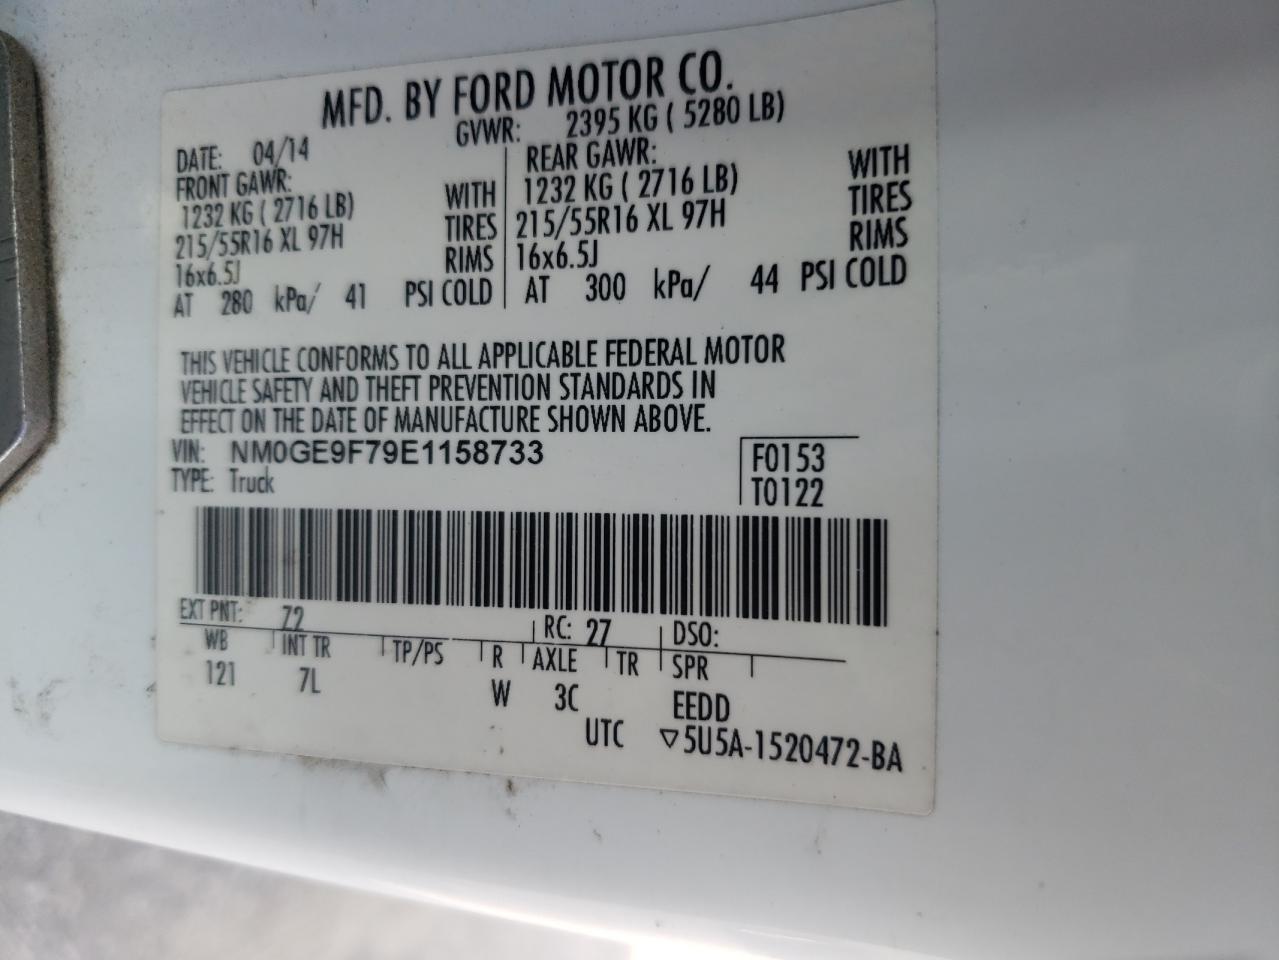 MFD. BY FORD MOTOR CO.
DATE: 04/14 GVWR: 2395 KG ( 5280 LB)
FRONT GAWR:
1232 KG ( 2716 LB) WITH
215/55R16 XL 97H TIRES
16x6.5J RIMS
AT 280 kPa/ 41 PSI COLD
REAR GAWR:
1232 KG ( 2716 LB) WITH
215/55R16 XL 97H TIRES
16x6.5J RIMS
AT 300 kPa/ 44 PSI COLD
THIS VEHICLE CONFORMS TO ALL APPLICABLE FEDERAL MOTOR
VEHICLE SAFETY AND THEFT PREVENTION STANDARDS IN
EFFECT ON THE DATE OF MANUFACTURE SHOWN ABOVE.
VIN: NM0GE9F79E1158733 F0153
TYPE: Truck T0122
EXT PNT: Z2 RC: 27 DSO:
WB INT TR TP/PS R AXLE TR SPR
121 7L W 3C EEDD
UTC ▽5U5A-1520472-BA